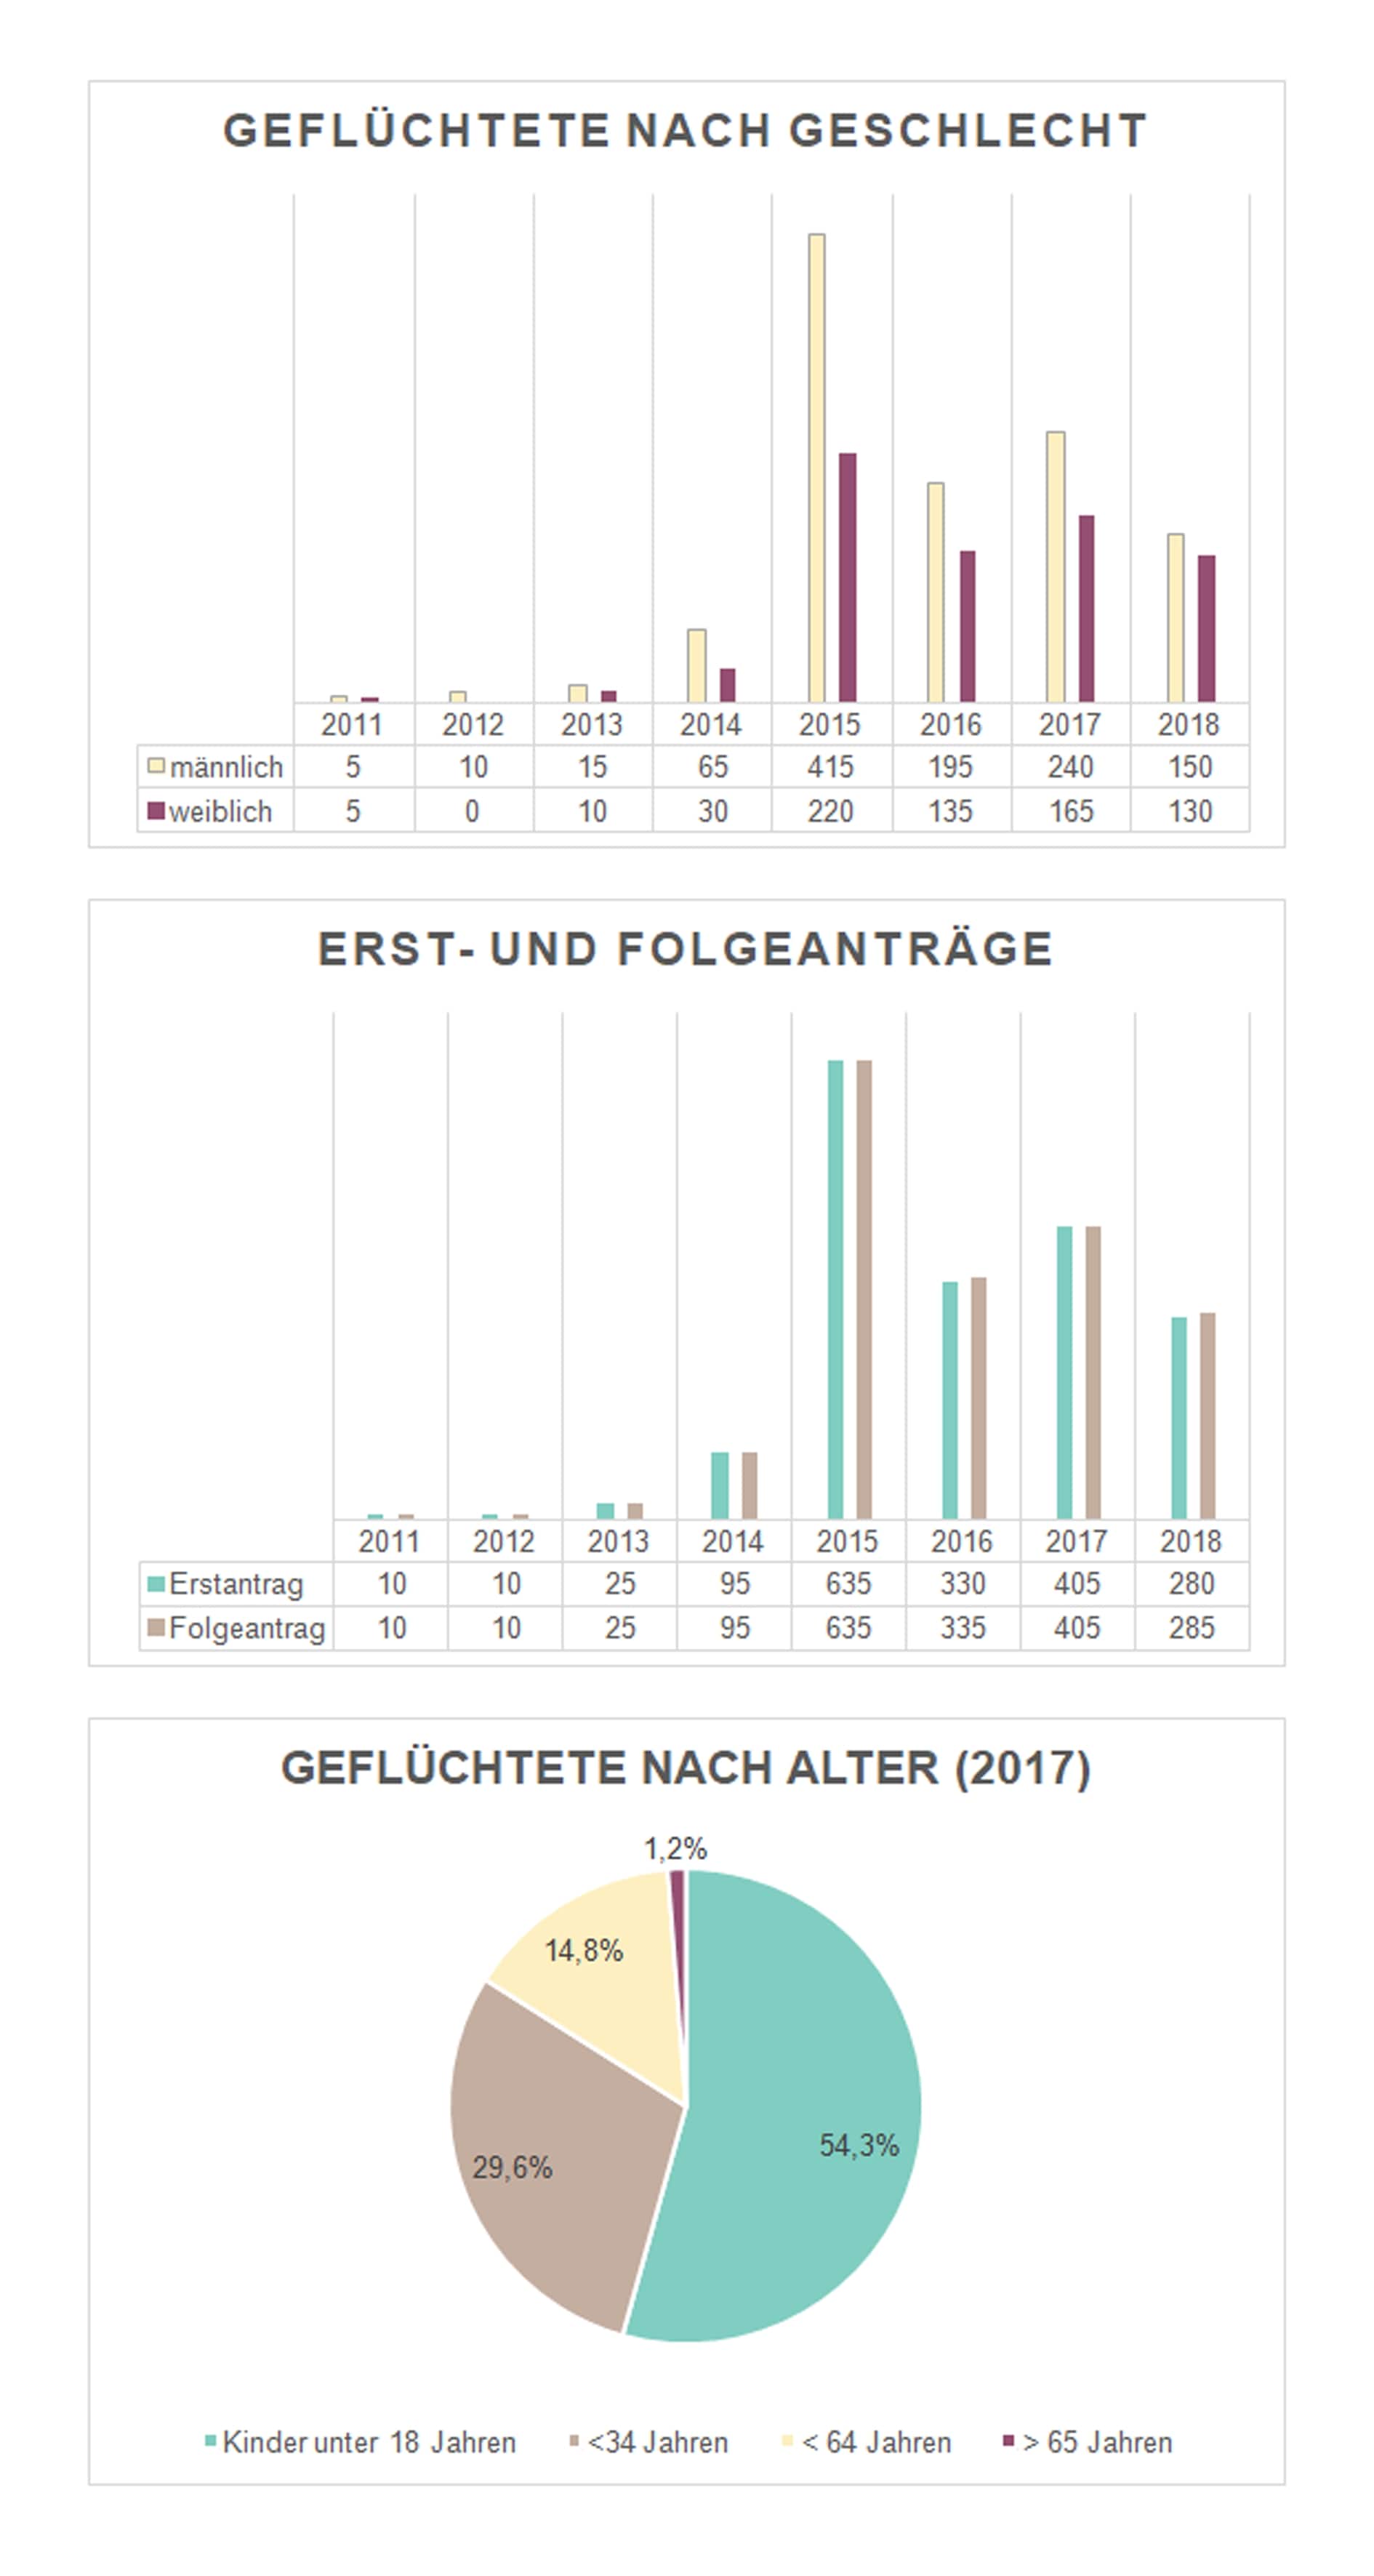 GEFLÜCHTETE NACH GESCHLECHT
2011 2012 2013 2014 2015 2016 2017 2018
männlich 5 10 15 65 415 195 240 150
weiblich 5 0 10 30 220 135 165 130
ERST- UND FOLGEANTRÄGE
2011 2012 2013 2014 2015 2016 2017 2018
Erstantrag 10 10 25 95 635 330 405 280
Folgeantrag 10 10 25 95 635 335 405 285
GEFLÜCHTETE NACH ALTER (2017)
1,2%
14,8%
54,3%
29,6%
Kinder unter 18 Jahren <34 Jahren < 64 Jahren > 65 Jahren